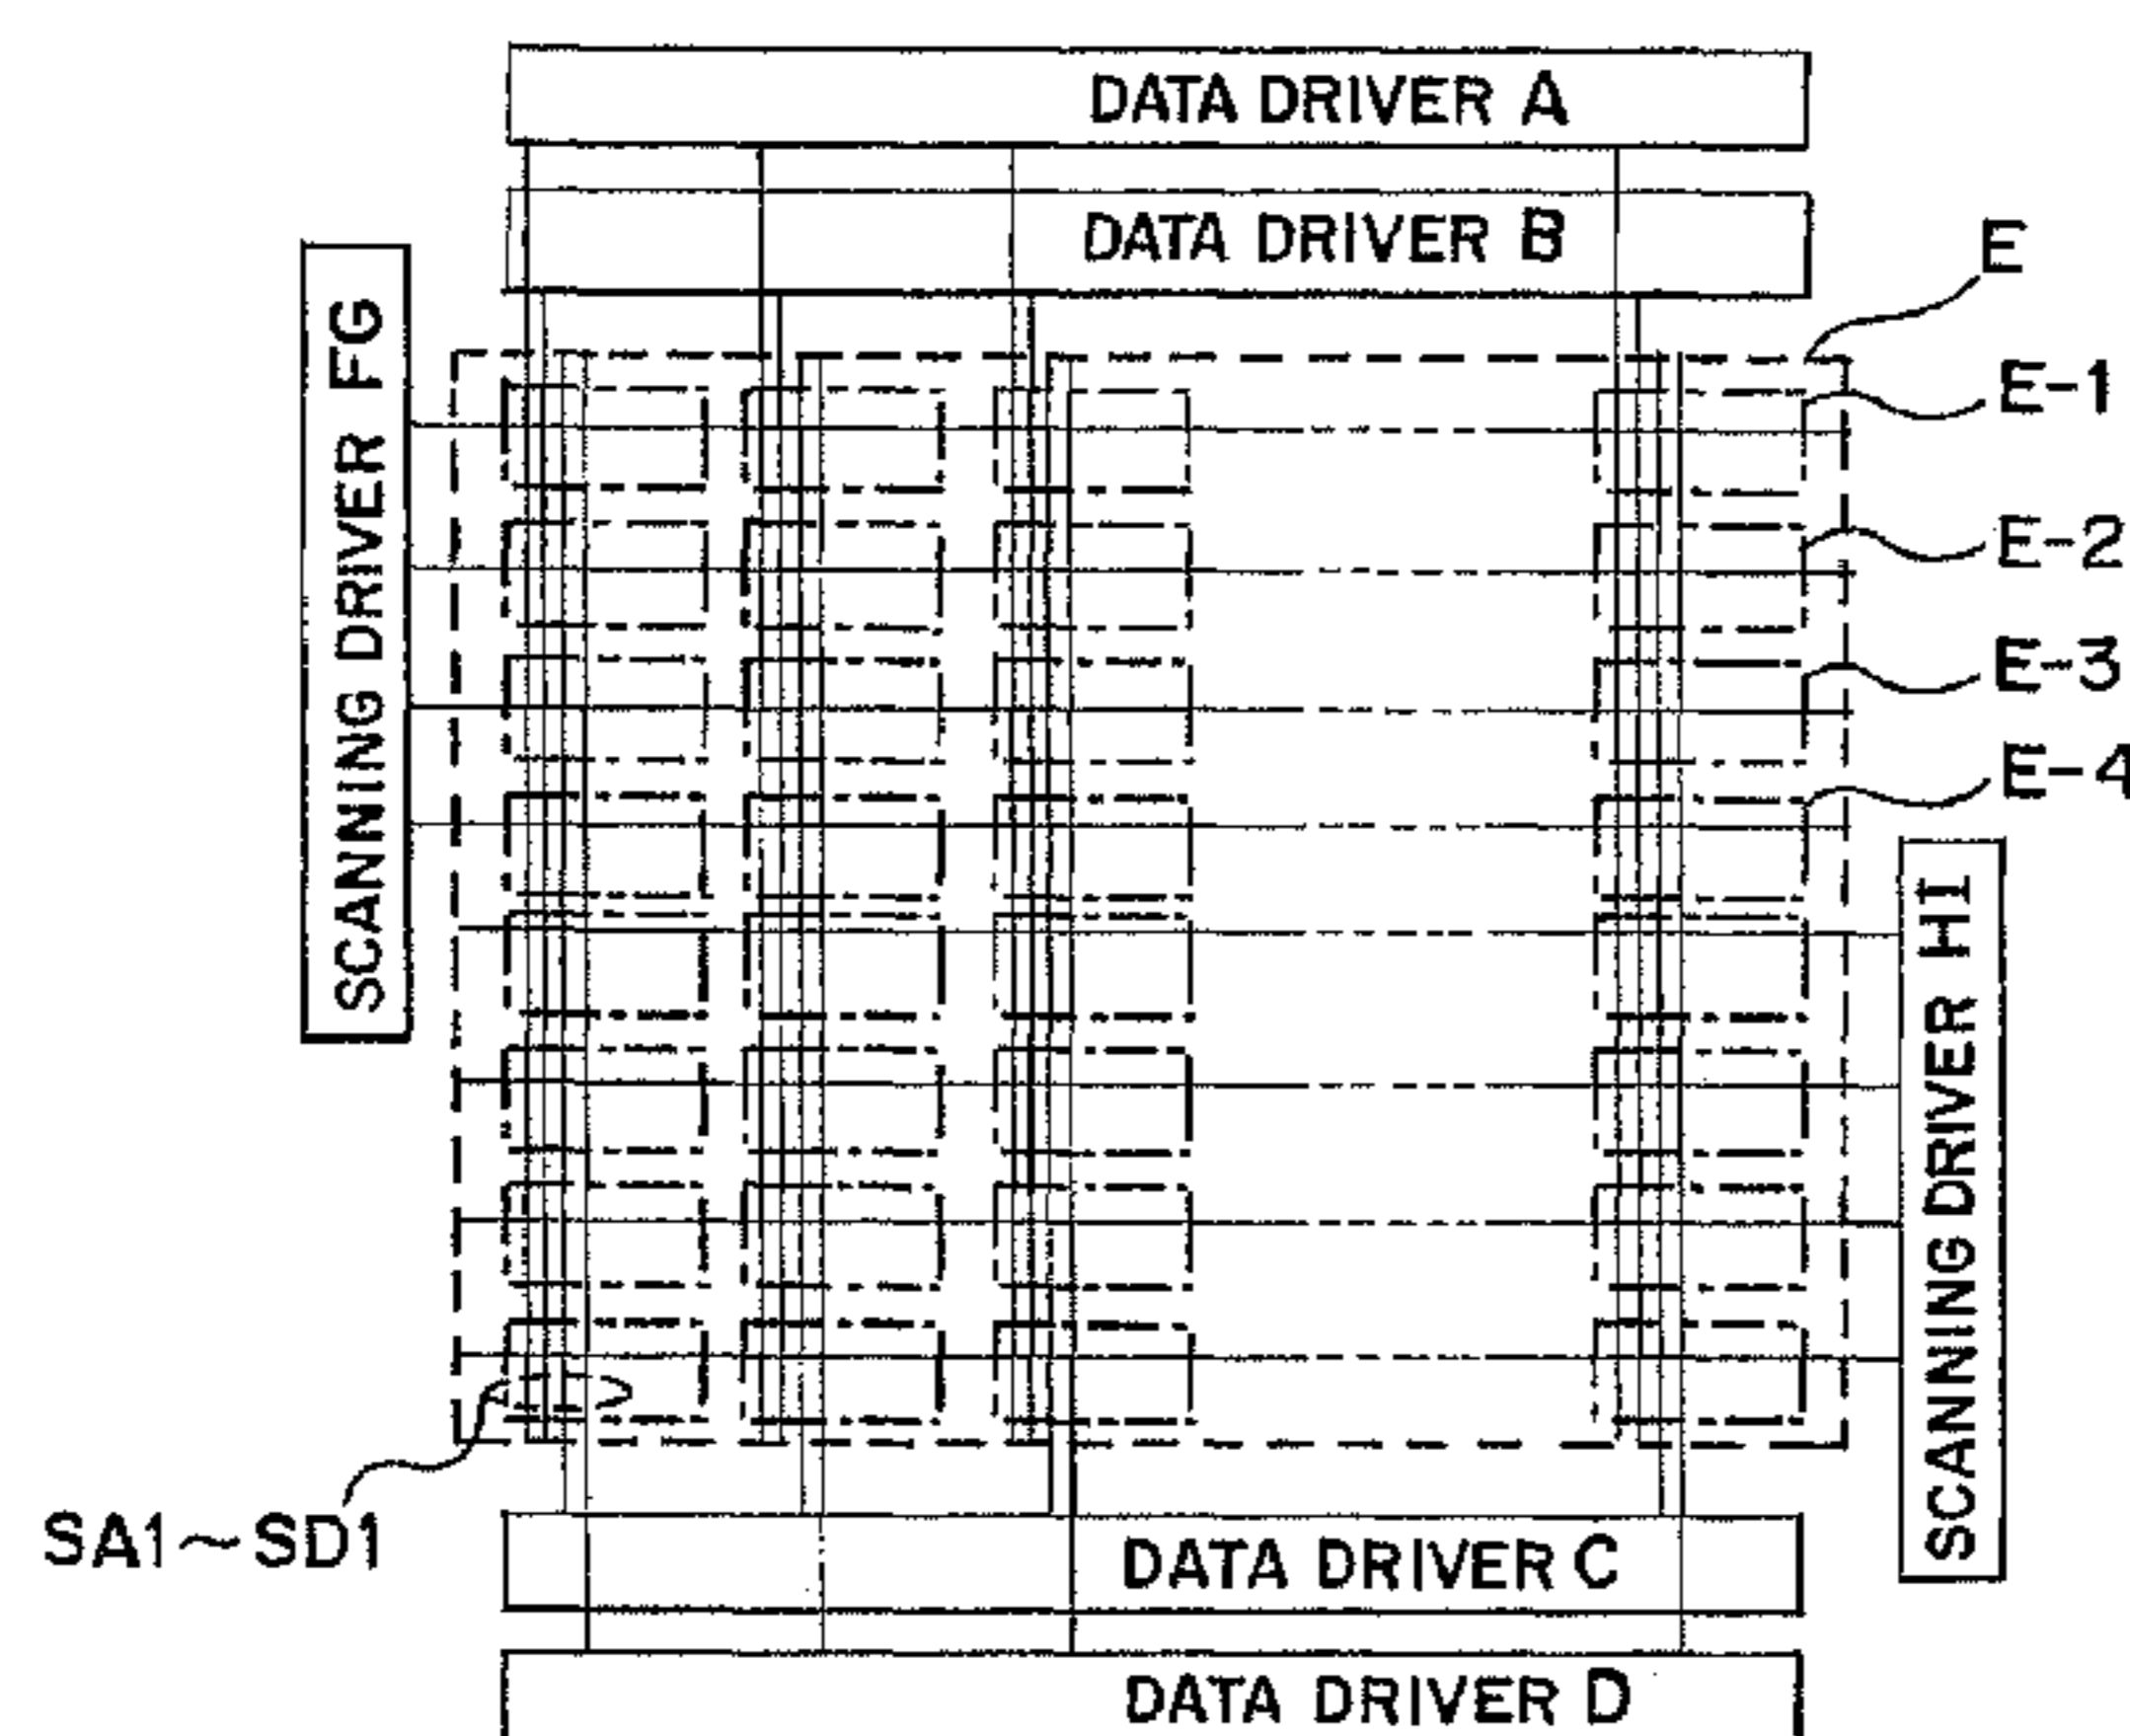 DATA DRIVER A
DATA DRIVER B
SCANNING DRIVER FG
E
E-1
E-2
E-3
E-4
SCANNING DRIVER HI
SA1~SD1
DATA DRIVER C
DATA DRIVER D